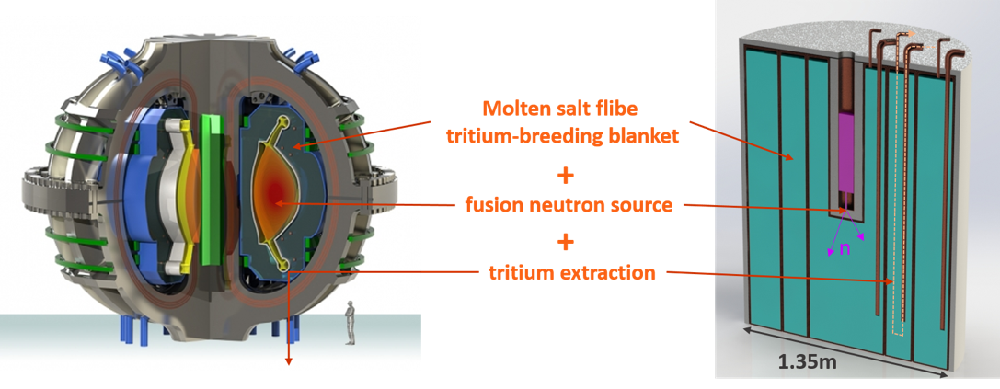 Molten salt flibe
tritium-breeding blanket
+
fusion neutron source
+
tritium extraction
n
1.35m